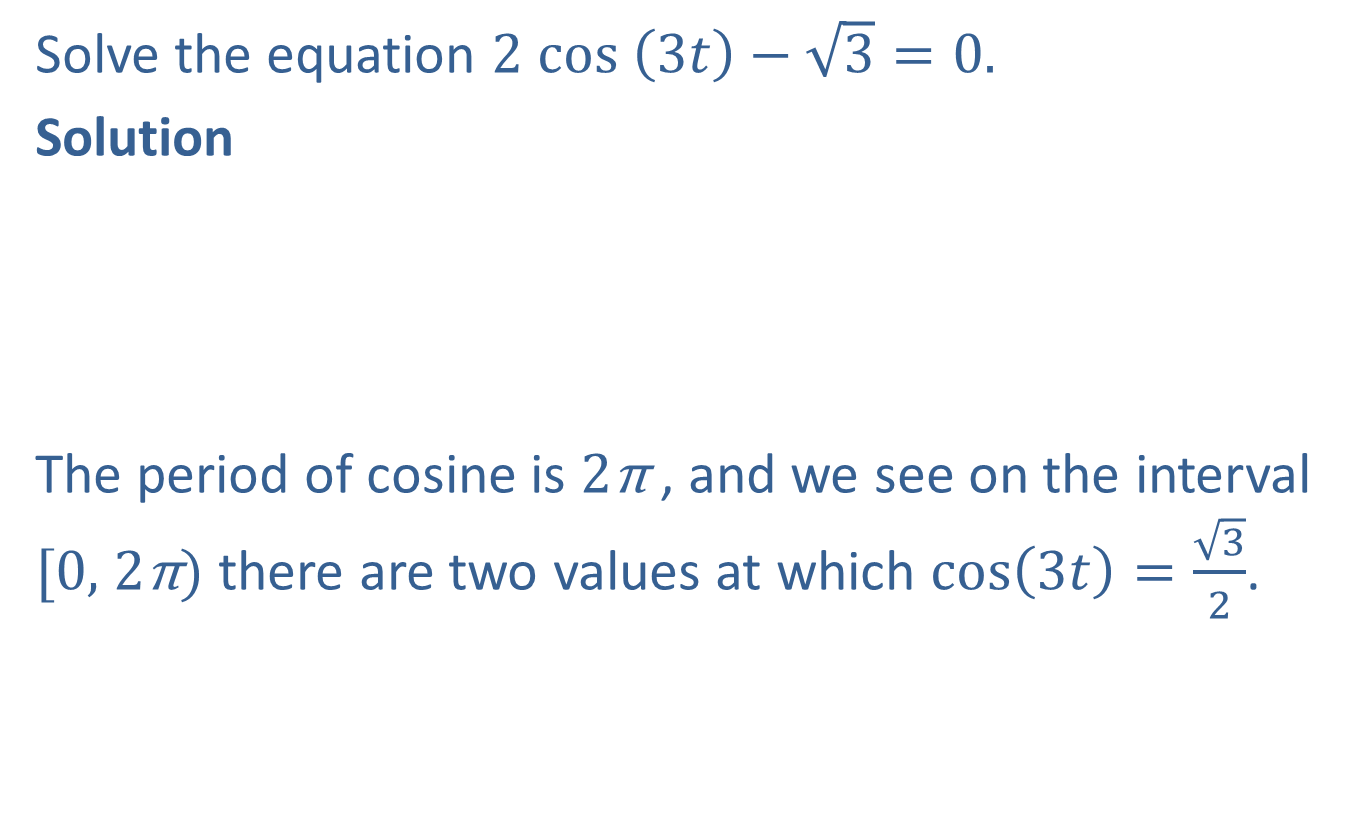 Solve the equation 2 cos (3t) − √3 = 0.
Solution
The period of cosine is 2π, and we see on the interval
[0, 2π) there are two values at which cos(3t) = √3/2.